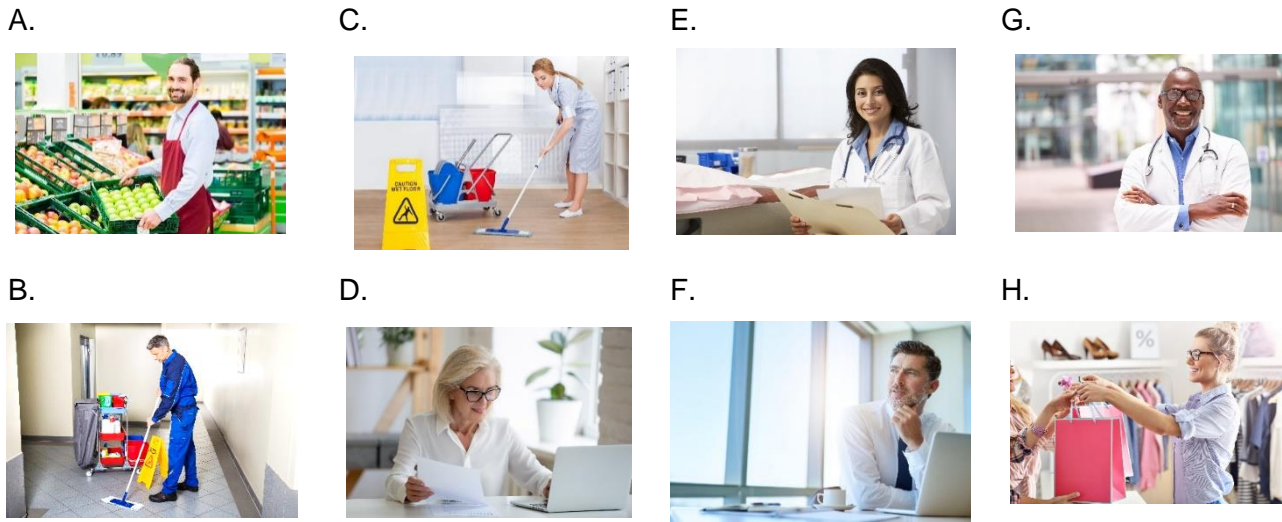 A.
C.
E.
G.
CAUTION
WET FLOOR
B.
D.
F.
H.
%